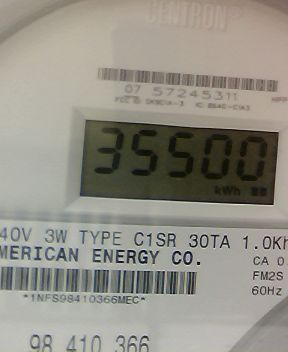 CENTRON®
07 57245311
35500
kWh
40V 3W TYPE C1SR 30TA 1.0Kh
MERICAN ENERGY CO.
CA 0.
FM2S
60Hz
*1NFS98410366MEC*
98 410 366